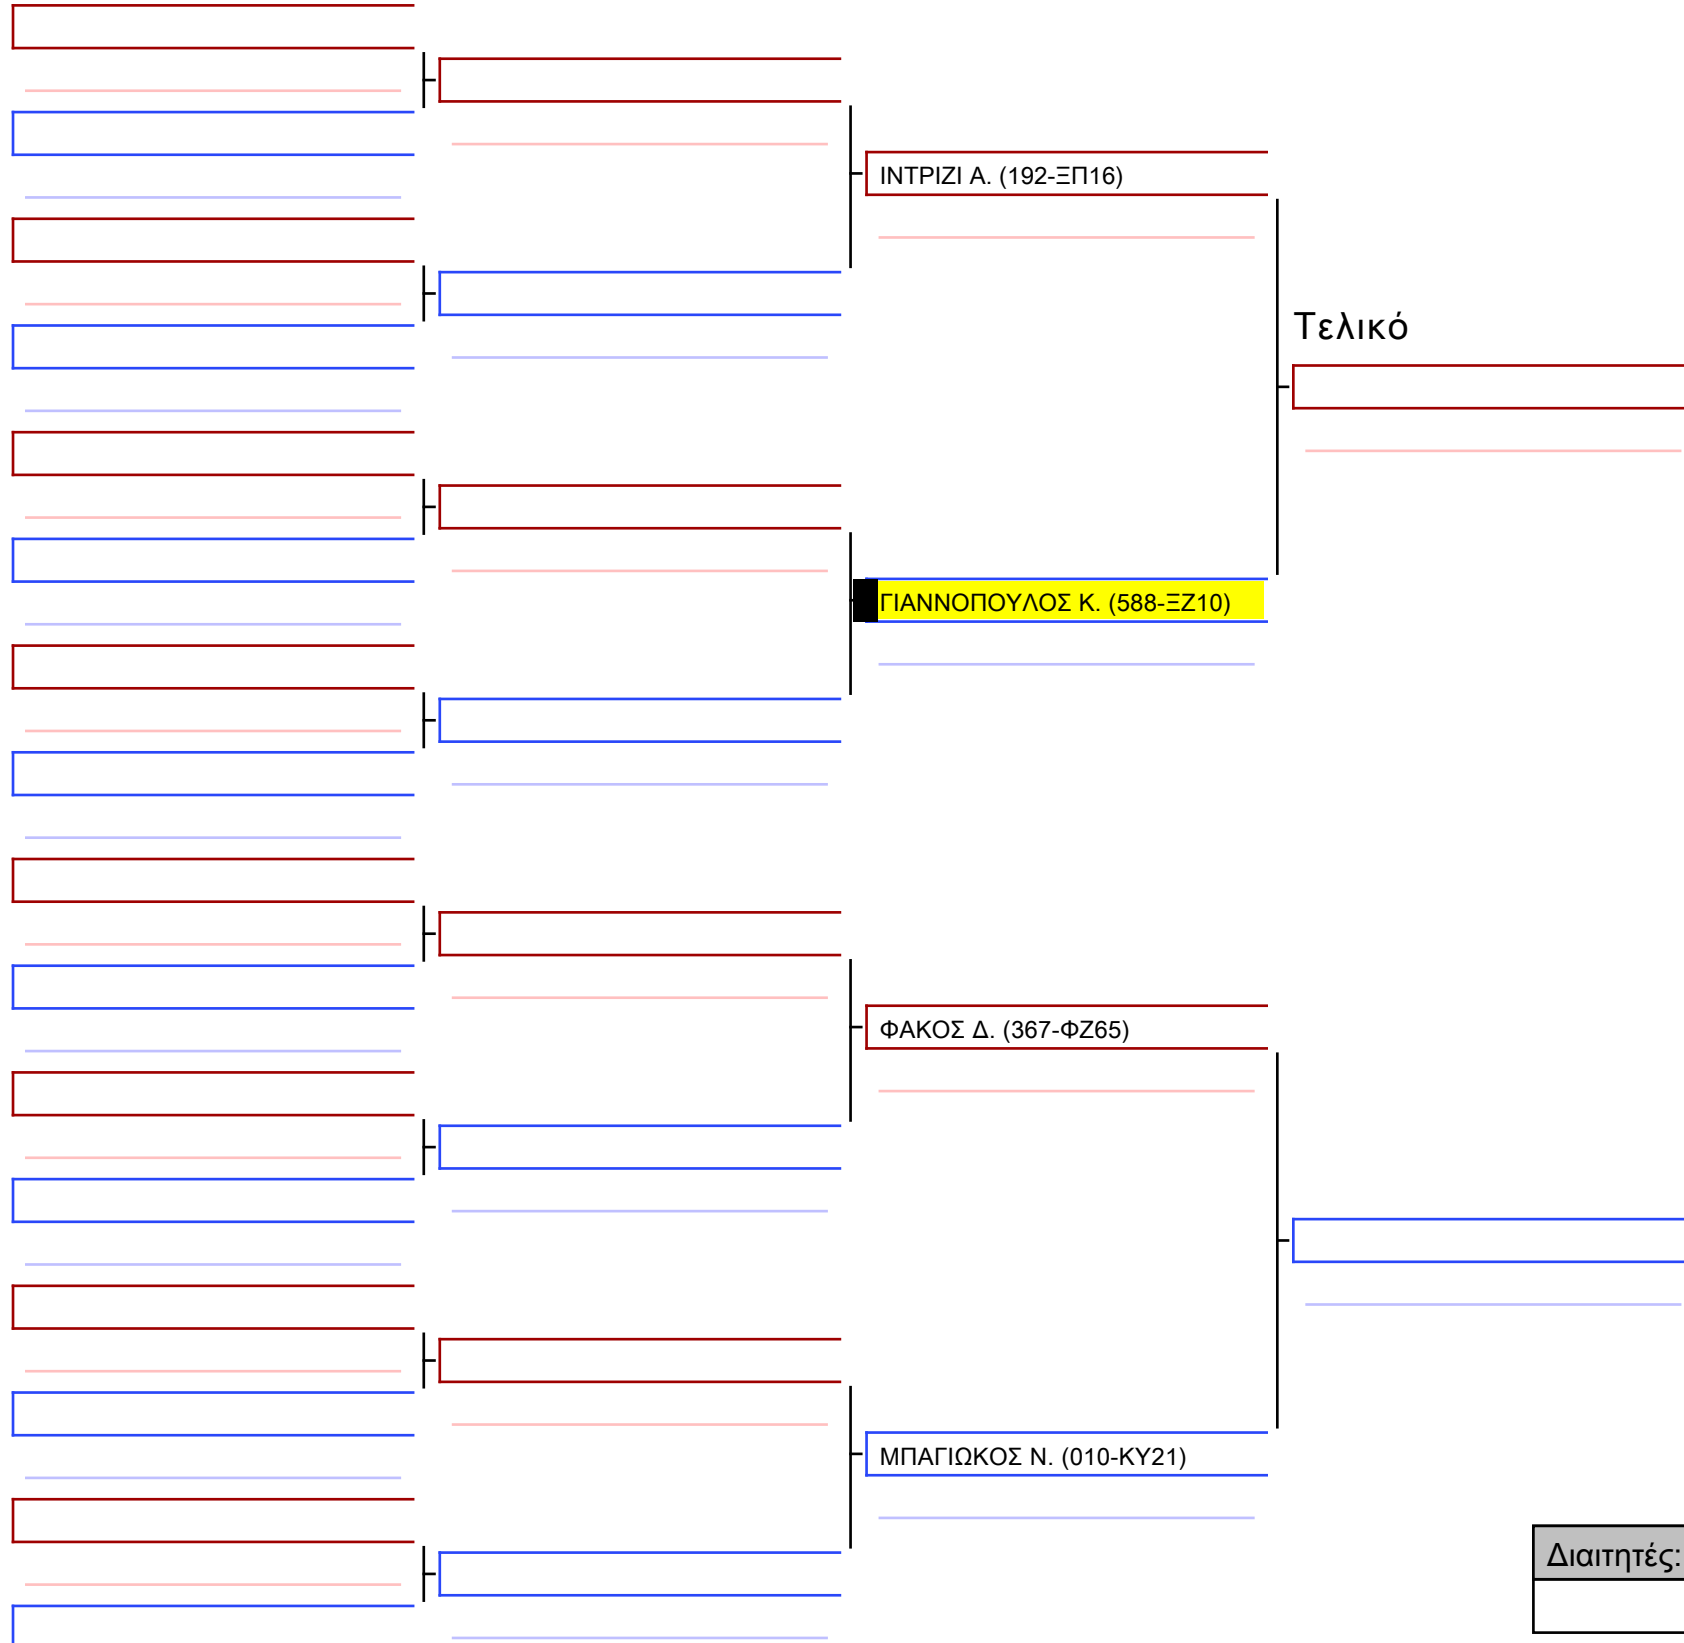 ΙΝΤΡΙΖΙ Α. (192-ΞΠ16)
Τελικό
ΓΙΑΝΝΟΠΟΥΛΟΣ Κ. (588-ΞΖ10)
ΦΑΚΟΣ Δ. (367-ΦΖ65)
ΜΠΑΓΙΩΚΟΣ Ν. (010-ΚΥ21)
Διαιτητές: